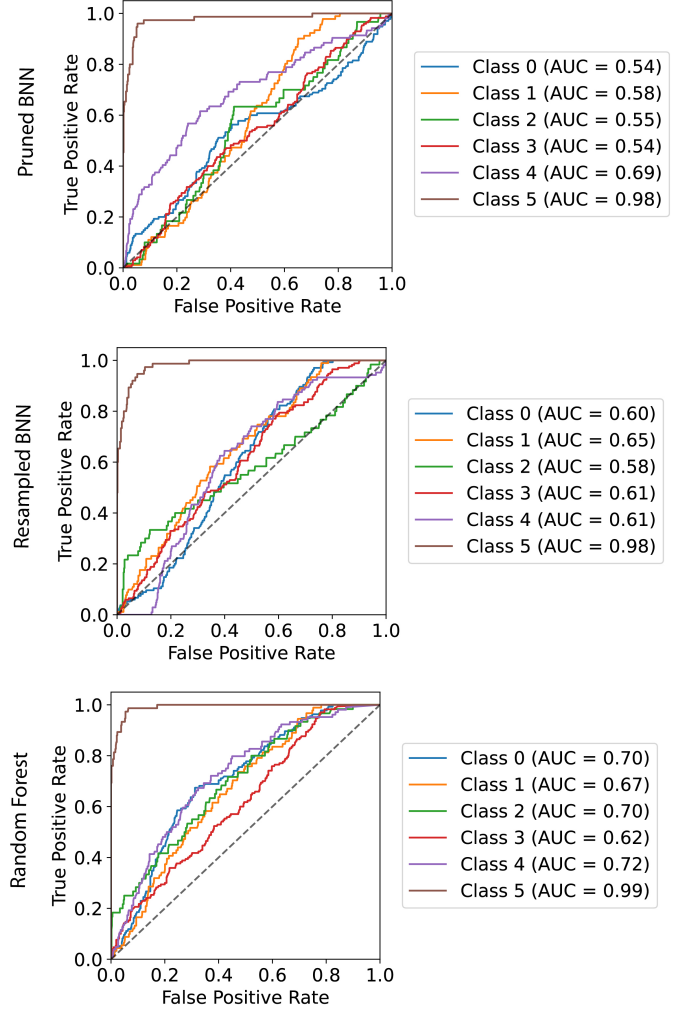 Pruned BNN
True Positive Rate
1.0
0.8
0.6
0.4
0.2
0.0
0.0 0.2 0.4 0.6 0.8 1.0
False Positive Rate
Class 0 (AUC = 0.54)
Class 1 (AUC = 0.58)
Class 2 (AUC = 0.55)
Class 3 (AUC = 0.54)
Class 4 (AUC = 0.69)
Class 5 (AUC = 0.98)
Resampled BNN
True Positive Rate
1.0
0.8
0.6
0.4
0.2
0.0
0.0 0.2 0.4 0.6 0.8 1.0
False Positive Rate
Class 0 (AUC = 0.60)
Class 1 (AUC = 0.65)
Class 2 (AUC = 0.58)
Class 3 (AUC = 0.61)
Class 4 (AUC = 0.61)
Class 5 (AUC = 0.98)
Random Forest
True Positive Rate
1.0
0.8
0.6
0.4
0.2
0.0
0.0 0.2 0.4 0.6 0.8 1.0
False Positive Rate
Class 0 (AUC = 0.70)
Class 1 (AUC = 0.67)
Class 2 (AUC = 0.70)
Class 3 (AUC = 0.62)
Class 4 (AUC = 0.72)
Class 5 (AUC = 0.99)